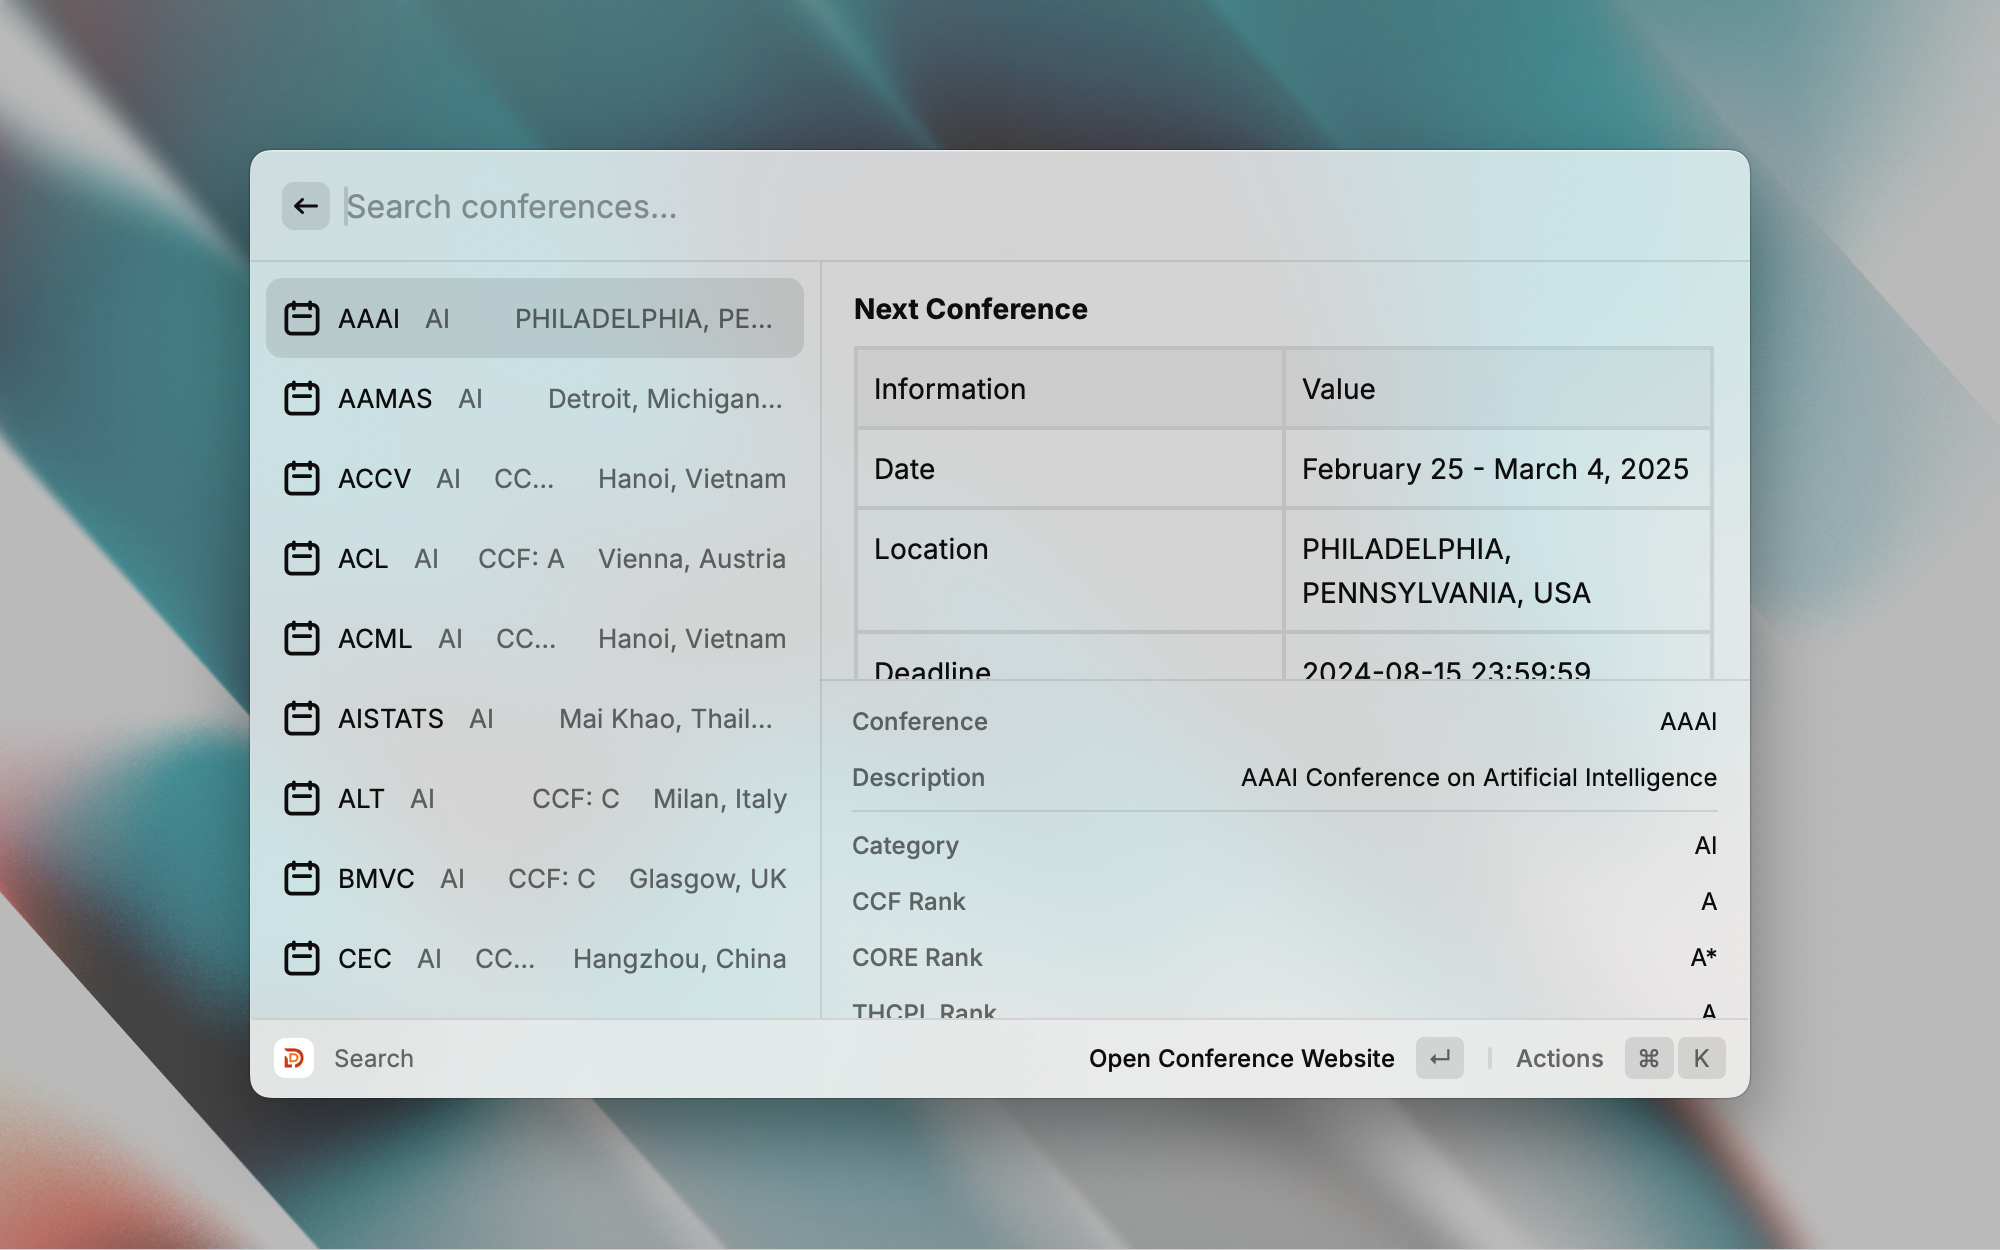 Search conferences...
AAAI AI PHILADELPHIA, PE...
AAMAS AI Detroit, Michigan...
ACCV AI CC... Hanoi, Vietnam
ACL AI CCF: A Vienna, Austria
ACML AI CC... Hanoi, Vietnam
AISTATS AI Mai Khao, Thail...
ALT AI CCF: C Milan, Italy
BMVC AI CCF: C Glasgow, UK
CEC AI CC... Hangzhou, China
Next Conference
Information Value
Date February 25 - March 4, 2025
Location PHILADELPHIA,
PENNSYLVANIA, USA
Deadline 2024-08-15 23:59:59
Conference AAAI
Description AAAI Conference on Artificial Intelligence
Category AI
CCF Rank A
CORE Rank A*
THCPL Rank A
Search Open Conference Website ↵ Actions ⌘ K